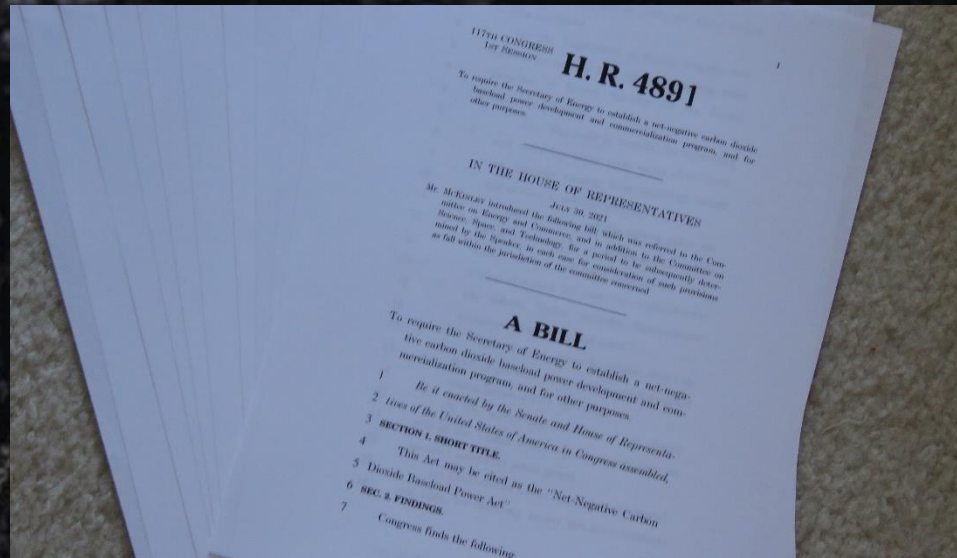 117TH CONGRESS
1ST SESSION
H. R. 4891
1
To require the Secretary of Energy to establish a net-negative carbon dioxide
baseload power development and commercialization program, and for
other purposes.
IN THE HOUSE OF REPRESENTATIVES
JULY 30, 2021
Mr. MCKINLEY introduced the following bill, which was referred to the Com-
mittee on Energy and Commerce, and in addition to the Committee on
Science, Space, and Technology, for a period to be subsequently deter-
mined by the Speaker, in each case for consideration of such provisions
as fall within the jurisdiction of the committee concerned
A BILL
To require the Secretary of Energy to establish a net-nega-
tive carbon dioxide baseload power development and com-
mercialization program, and for other purposes.
1 Be it enacted by the Senate and House of Representa-
2 tives of the United States of America in Congress assembled,
3 SECTION 1. SHORT TITLE.
4 This Act may be cited as the "Net-Negative Carbon
5 Dioxide Baseload Power Act".
6 SEC. 2. FINDINGS.
7 Congress finds the following